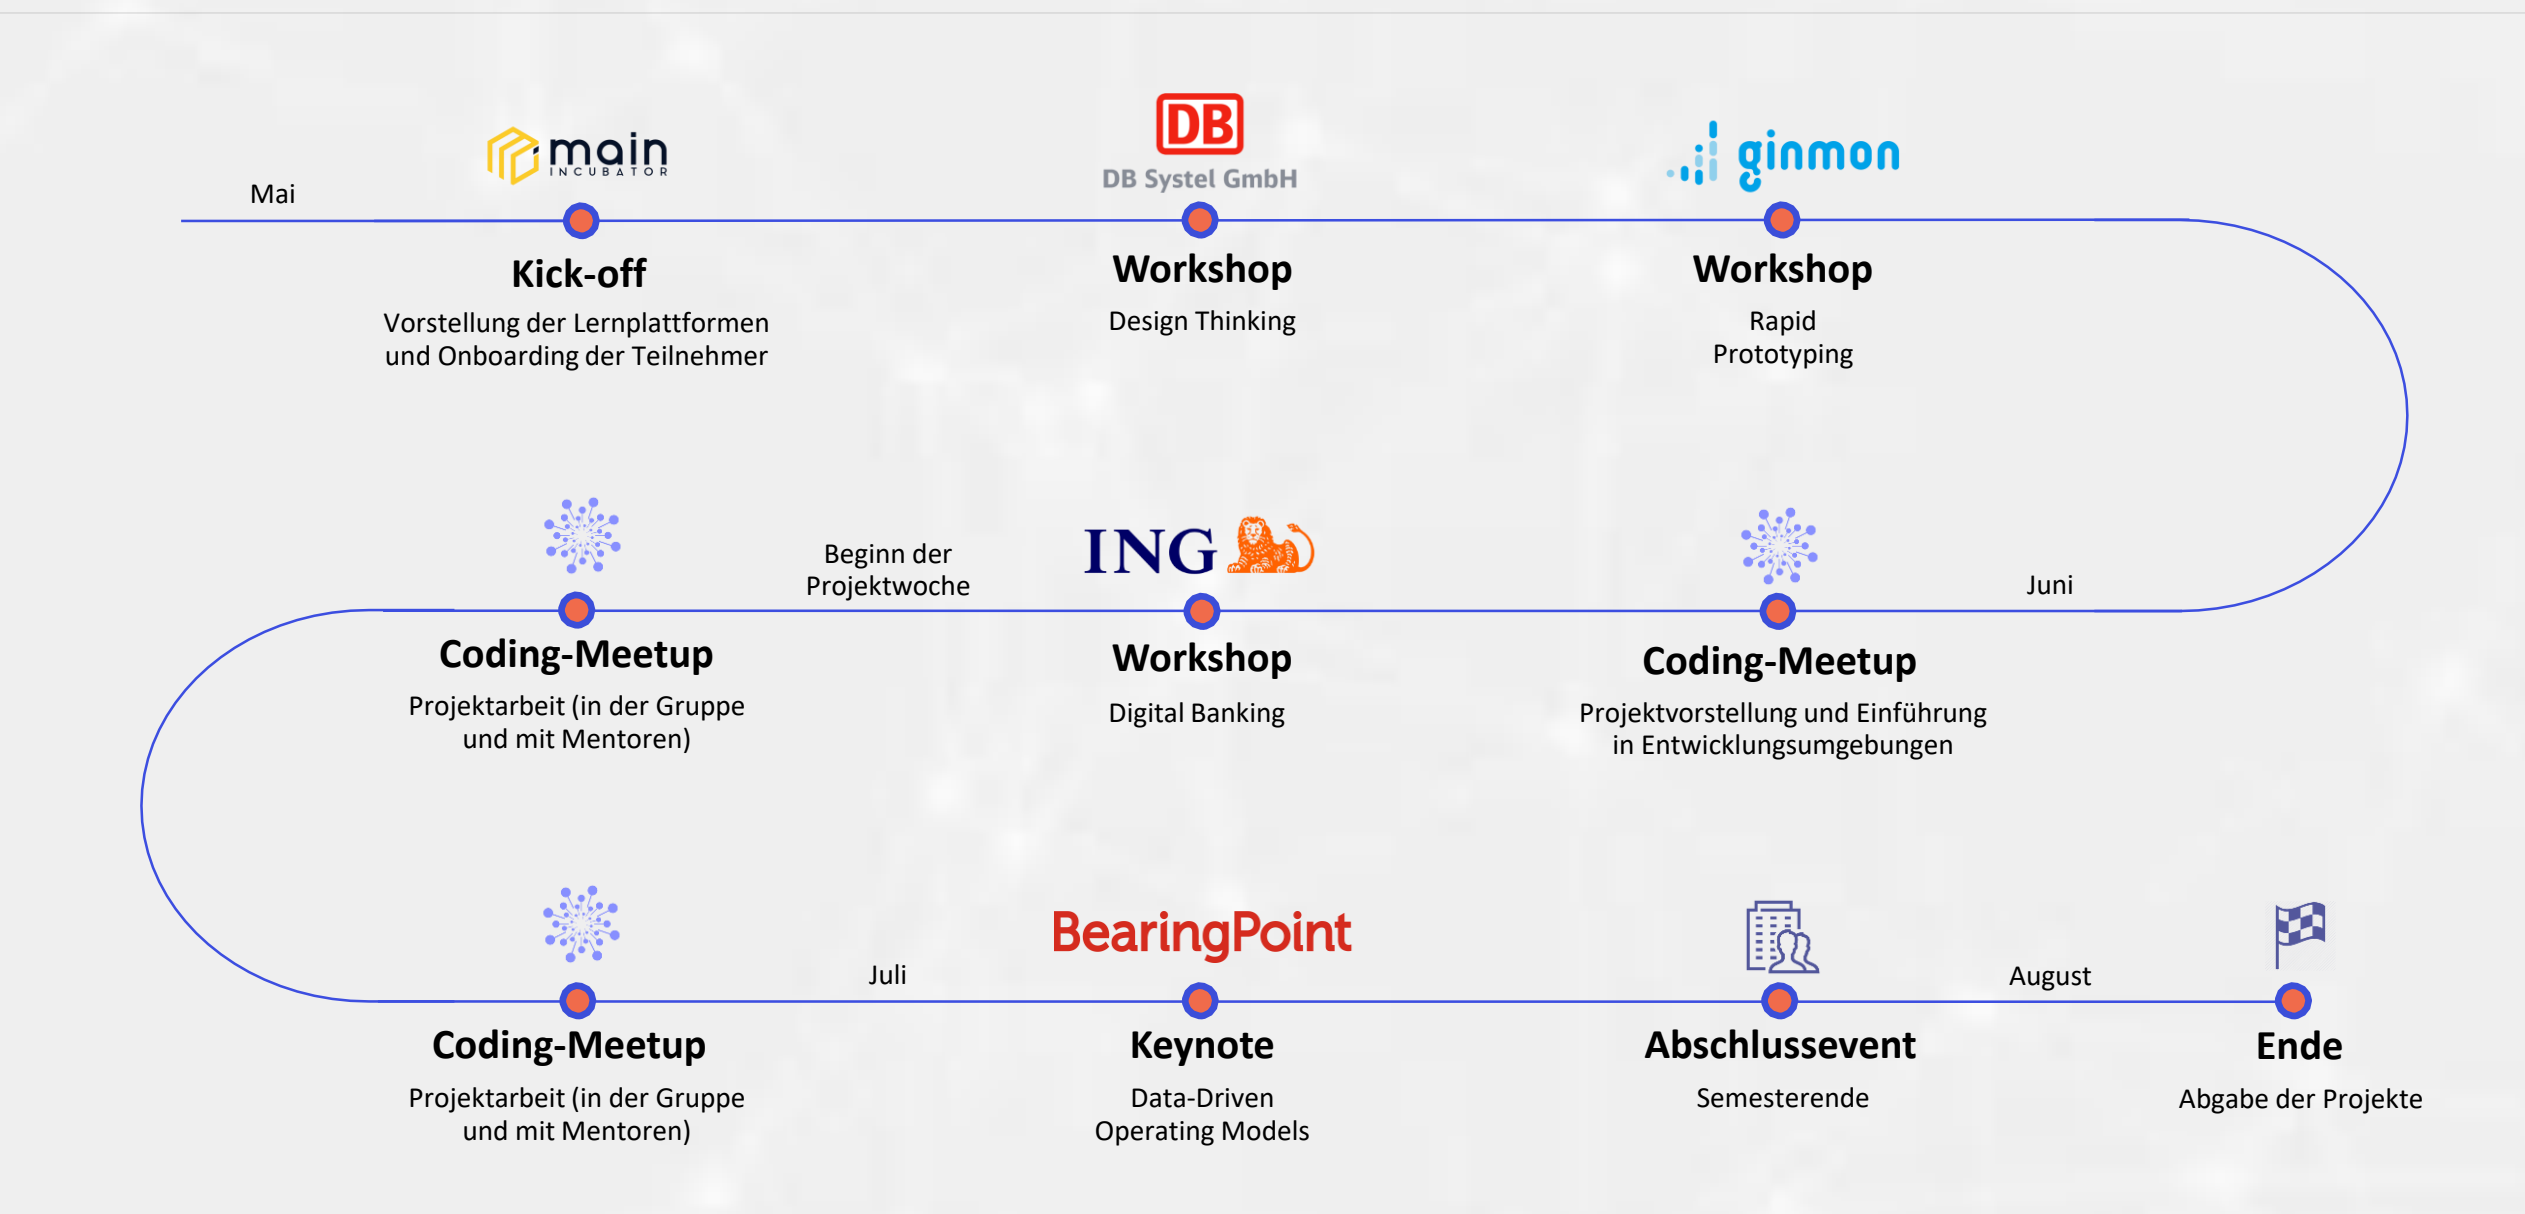 Mai
main
INCUBATOR
Kick-off
Vorstellung der Lernplattformen
und Onboarding der Teilnehmer
DB
DB Systel GmbH
Workshop
Design Thinking
ginmon
Workshop
Rapid
Prototyping
Juni
Coding-Meetup
Projektvorstellung und Einführung
in Entwicklungsumgebungen
ING
Workshop
Digital Banking
Beginn der
Projektwoche
Coding-Meetup
Projektarbeit (in der Gruppe
und mit Mentoren)
Coding-Meetup
Projektarbeit (in der Gruppe
und mit Mentoren)
Juli
BearingPoint
Keynote
Data-Driven
Operating Models
Abschlussevent
Semesterende
August
Ende
Abgabe der Projekte